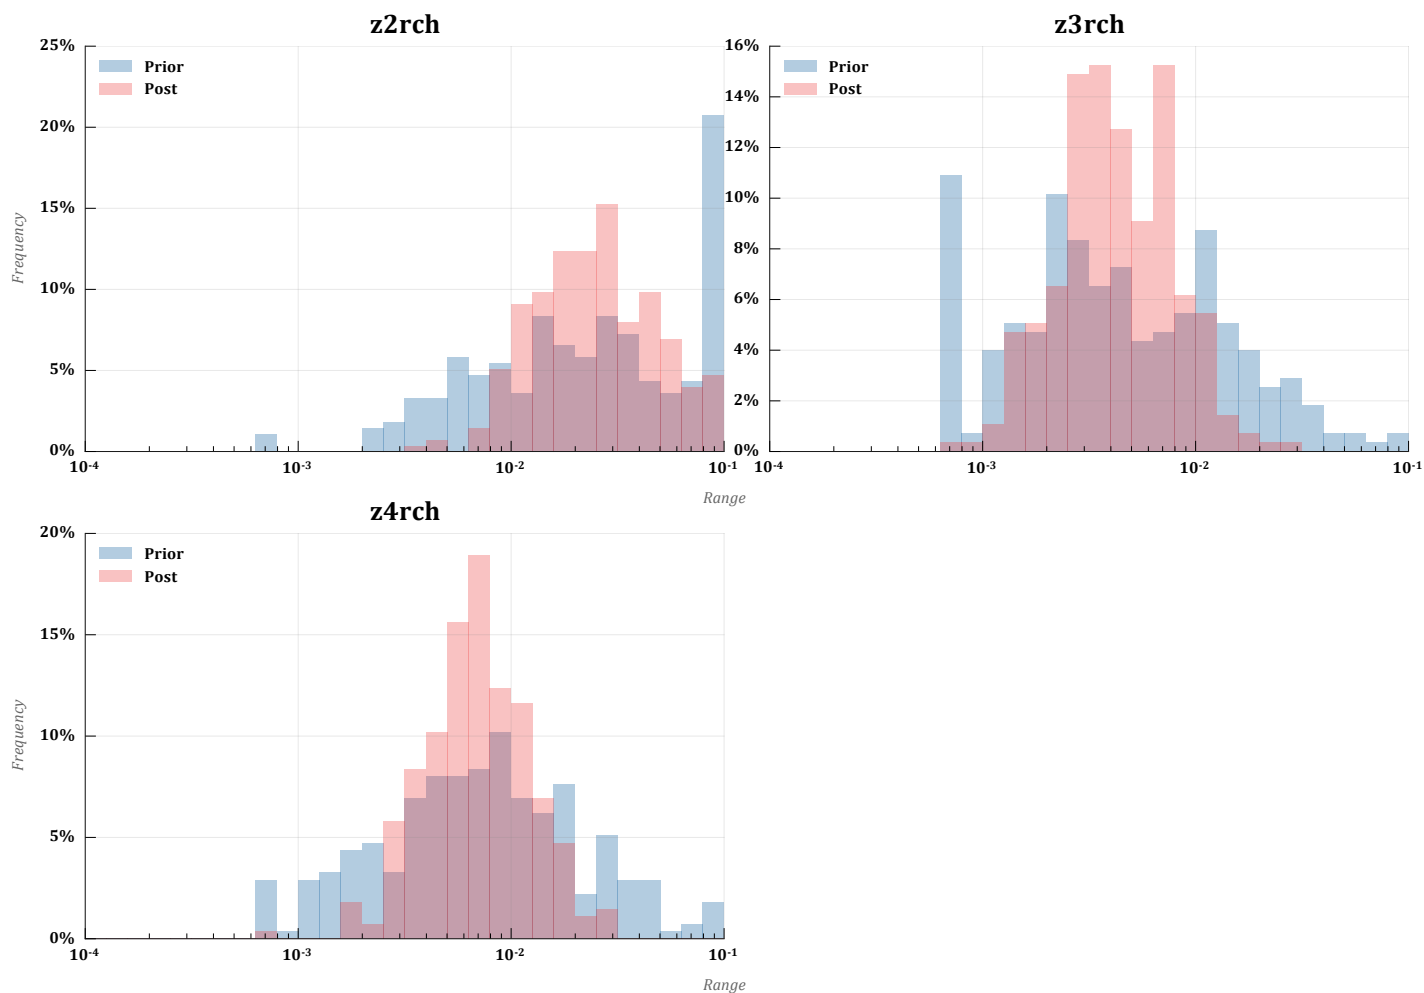 z2rch
25%
20%
15%
10%
5%
0%
Frequency
Prior
Post
10-4
10-3
10-2
10-1
Range
z3rch
16%
14%
12%
10%
8%
6%
4%
2%
0%
Prior
Post
10-4
10-3
10-2
10-1
z4rch
20%
15%
10%
5%
0%
Frequency
Prior
Post
10-4
10-3
10-2
10-1
Range